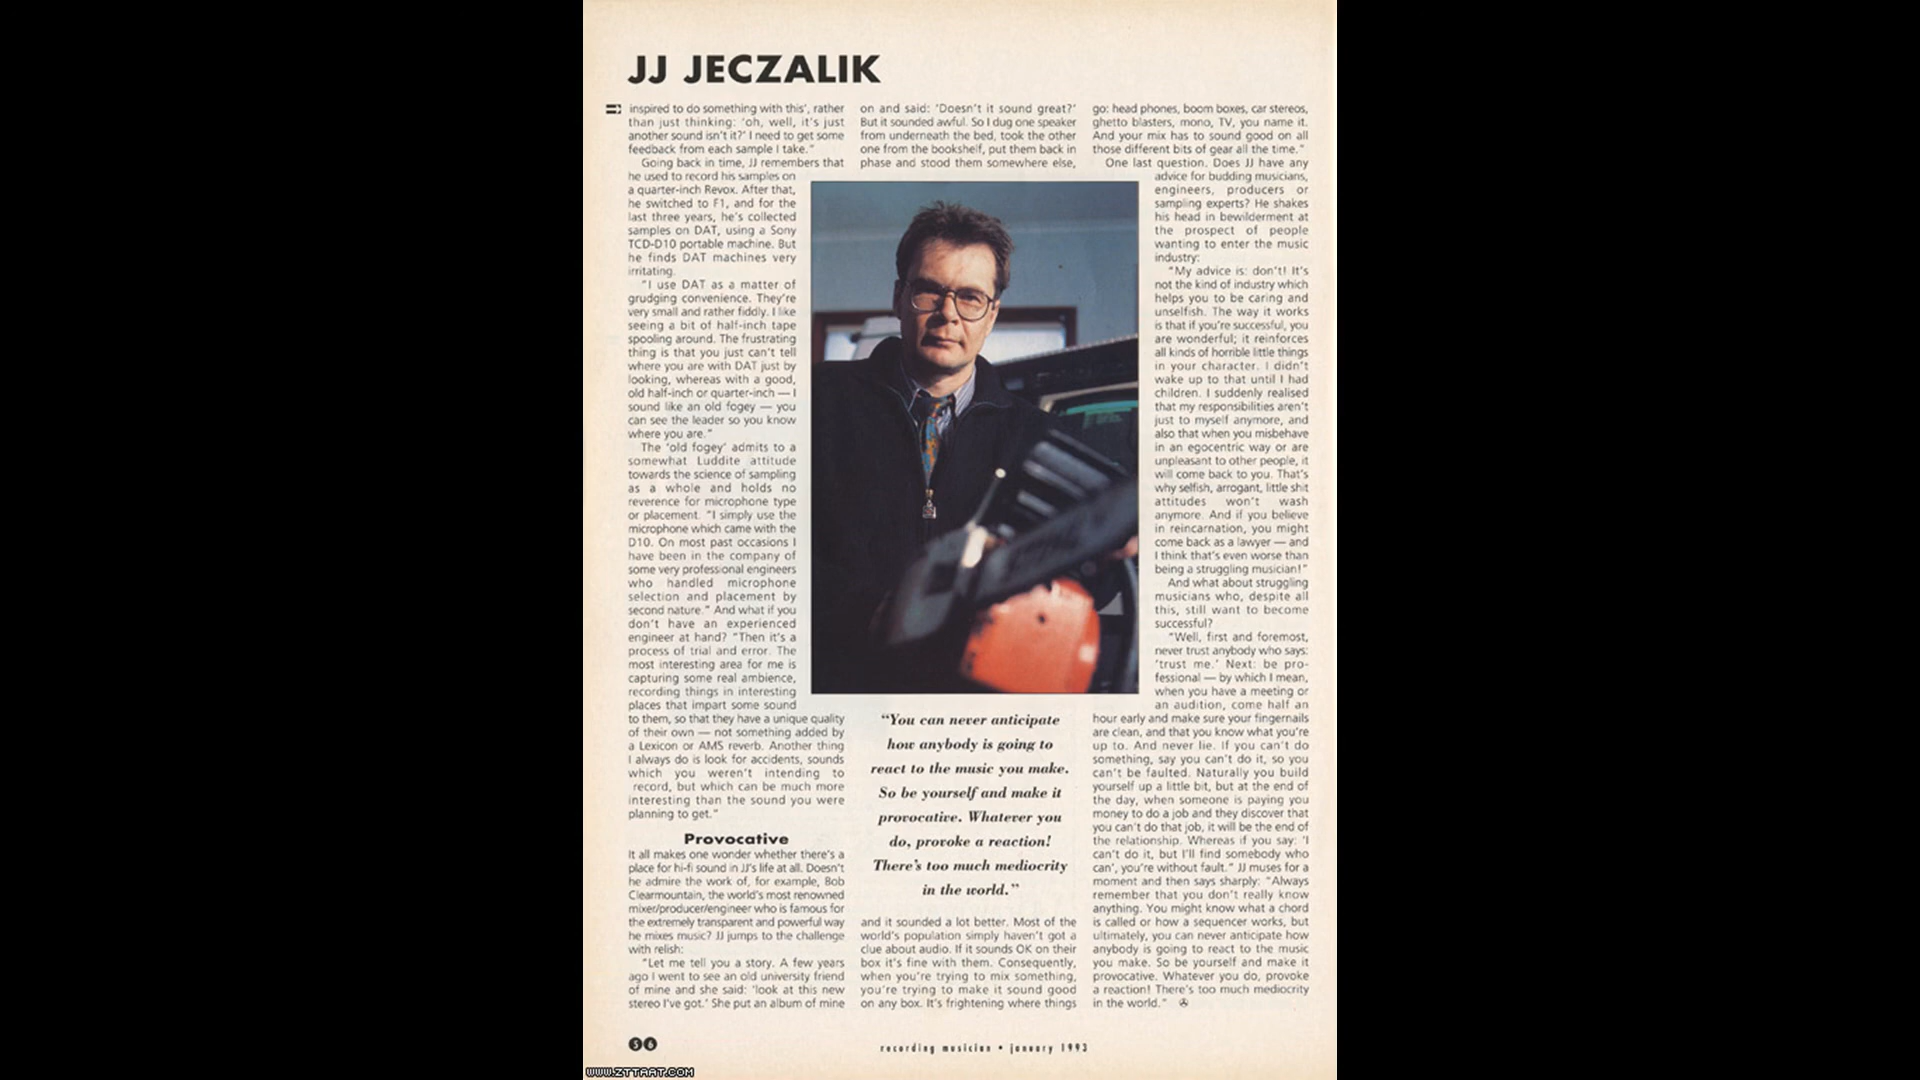 JJ JECZALIK
inspired to do something with this', rather
than just thinking: 'oh, well, it's just
another sound isn't it?' I need to get some
feedback from each sample I take."
Going back in time, JJ remembers that
he used to record his samples on
a quarter-inch Revox. After that,
he switched to F1, and for the
last three years, he's collected
samples on DAT, using a Sony
TCD-D10 portable machine. But
he finds DAT machines very
irritating.
"I use DAT as a matter of
grudging convenience. They're
very small and rather fiddly. I like
seeing a bit of half-inch tape
spooling around. The frustrating
thing is that you just can't tell
where you are with DAT just by
looking, whereas with a good,
old half-inch or quarter-inch — I
sound like an old fogey — you
can see the leader so you know
where you are."
The 'old fogey' admits to a
somewhat Luddite attitude
towards the science of sampling
as a whole and holds no
reverence for microphone type
or placement. "I simply use the
microphone which came with the
D10. On most past occasions I
have been in the company of
some very professional engineers
who handled microphone
selection and placement by
second nature." And what if you
don't have an experienced
engineer at hand? "Then it's a
process of trial and error. The
most interesting area for me is
capturing some real ambience,
recording things in interesting
places that impart some sound
to them, so that they have a unique quality
of their own — not something added by
a Lexicon or AMS reverb. Another thing
I always do is look for accidents, sounds
which you weren't intending to
record, but which can be much more
interesting than the sound you were
planning to get."
Provocative
It all makes one wonder whether there's a
place for hi-fi sound in JJ's life at all. Doesn't
he admire the work of, for example, Bob
Clearmountain, the world's most renowned
mixer/producer/engineer who is famous for
the extremely transparent and powerful way
he mixes music? JJ jumps to the challenge
with relish:
"Let me tell you a story. A few years
ago I went to see an old university friend
of mine and she said: 'look at this new
stereo I've got.' She put an album of mine
on and said: 'Doesn't it sound great?'
But it sounded awful. So I dug one speaker
from underneath the bed, took the other
one from the bookshelf, put them back in
phase and stood them somewhere else,
"You can never anticipate
how anybody is going to
react to the music you make.
So be yourself and make it
provocative. Whatever you
do, provoke a reaction!
There's too much mediocrity
in the world."
and it sounded a lot better. Most of the
world's population simply haven't got a
clue about audio. If it sounds OK on their
box it's fine with them. Consequently,
when you're trying to mix something,
you're trying to make it sound good
on any box. It's frightening where things
go: head phones, boom boxes, car stereos,
ghetto blasters, mono, TV, you name it.
And your mix has to sound good on all
those different bits of gear all the time."
One last question. Does JJ have any
advice for budding musicians,
engineers, producers or
sampling experts? He shakes
his head in bewilderment at
the prospect of people
wanting to enter the music
industry:
"My advice is: don't! It's
not the kind of industry which
helps you to be caring and
unselfish. The way it works
is that if you're successful, you
are wonderful; it reinforces
all kinds of horrible little things
in your character. I didn't
wake up to that until I had
children. I suddenly realised
that my responsibilities aren't
just to myself anymore, and
also that when you misbehave
in an egocentric way or are
unpleasant to other people, it
will come back to you. That's
why selfish, arrogant, little shit
attitudes won't wash
anymore. And if you believe
in reincarnation, you might
come back as a lawyer — and
I think that's even worse than
being a struggling musician!"
And what about struggling
musicians who, despite all
this, still want to become
successful?
"Well, first and foremost,
never trust anybody who says:
'trust me.' Next: be pro-
fessional — by which I mean,
when you have a meeting or
an audition, come half an
hour early and make sure your fingernails
are clean, and that you know what you're
up to. And never lie. If you can't do
something, say you can't do it, so you
can't be faulted. Naturally you build
yourself up a little bit, but at the end of
the day, when someone is paying you
money to do a job and they discover that
you can't do that job, it will be the end of
the relationship. Whereas if you say: 'I
can't do it, but I'll find somebody who
can', you're without fault." JJ muses for a
moment and then says sharply: "Always
remember that you don't really know
anything. You might know what a chord
is called or how a sequencer works, but
ultimately, you can never anticipate how
anybody is going to react to the music
you make. So be yourself and make it
provocative. Whatever you do, provoke
a reaction! There's too much mediocrity
in the world."
56
recording musician • january 1993
WWW.ZTTAAT.COM